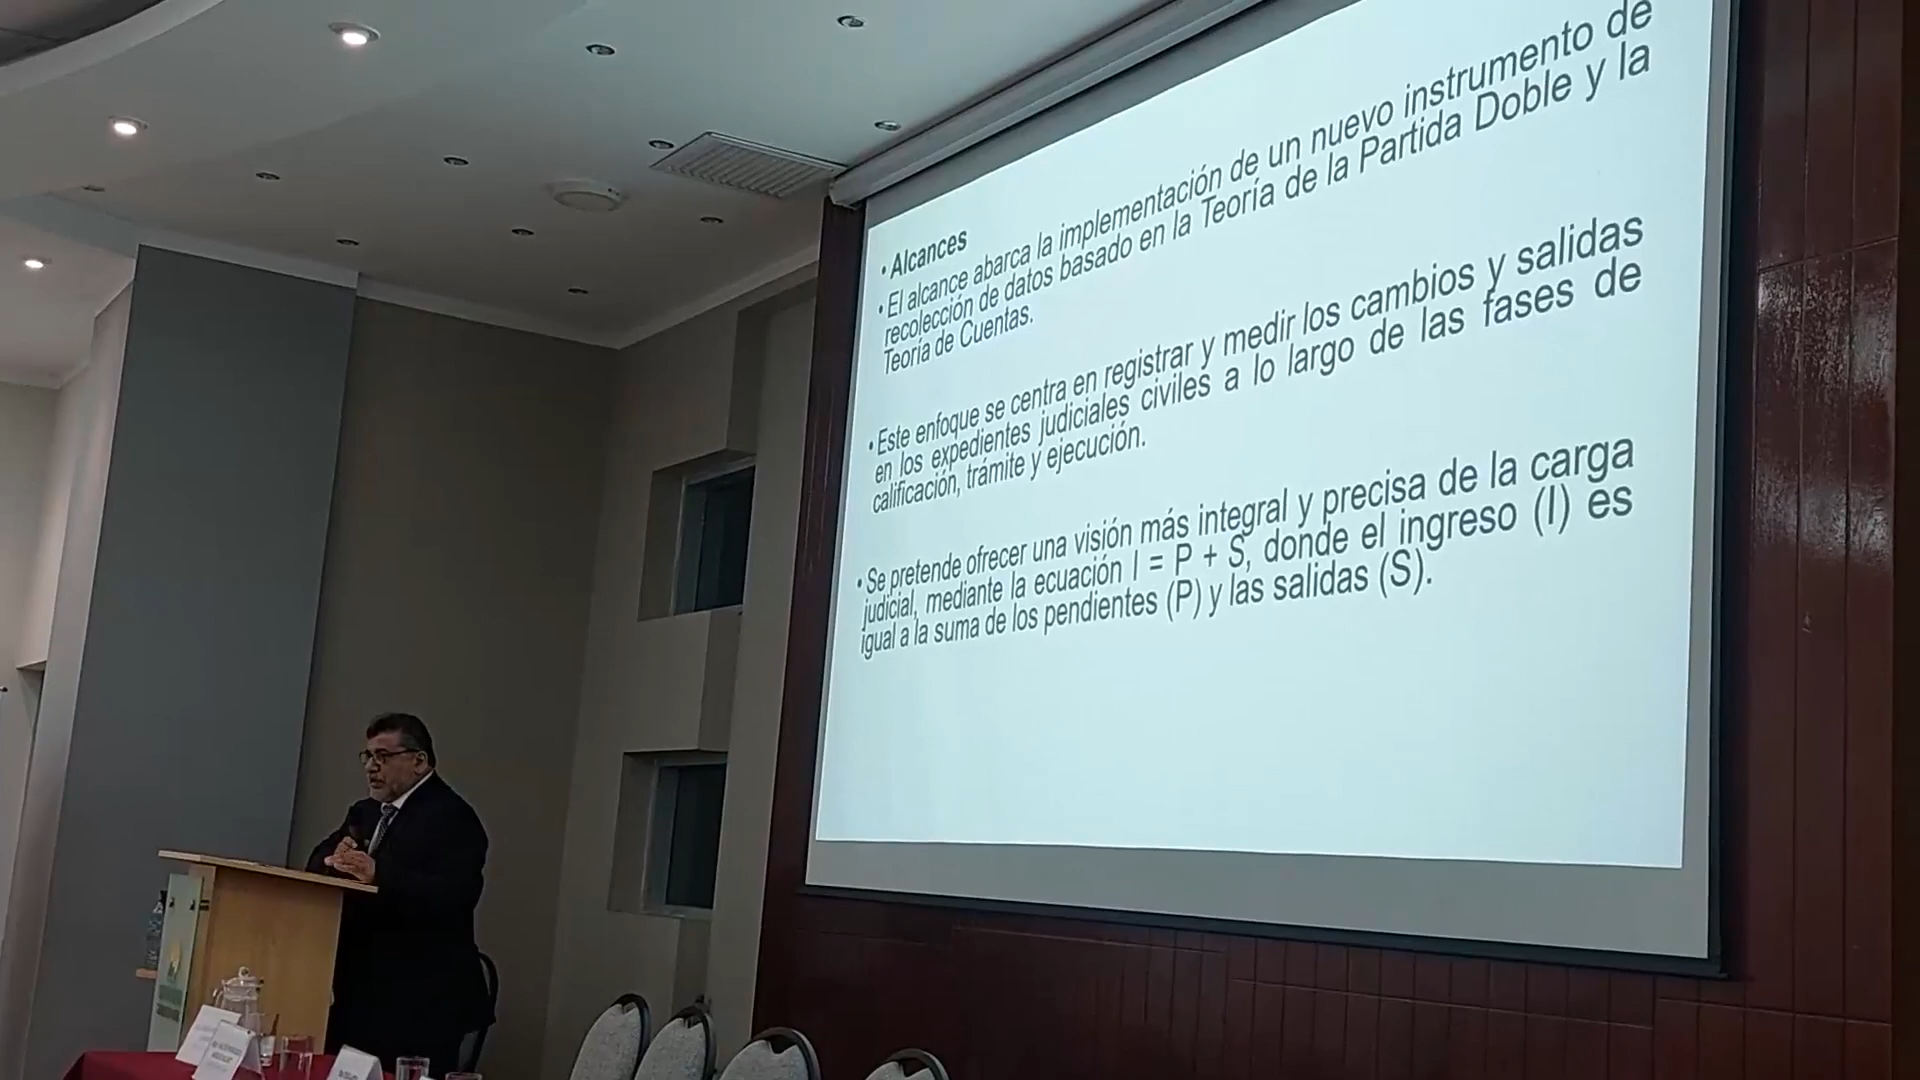 • Alcances
• El alcance abarca la implementación de un nuevo instrumento de
recolección de datos basado en la Teoría de la Partida Doble y la
Teoría de Cuentas.
• Este enfoque se centra en registrar y medir los cambios y salidas
en los expedientes judiciales civiles a lo largo de las fases de
calificación, trámite y ejecución.
• Se pretende ofrecer una visión más integral y precisa de la carga
judicial, mediante la ecuación I = P + S, donde el ingreso (I) es
igual a la suma de los pendientes (P) y las salidas (S).